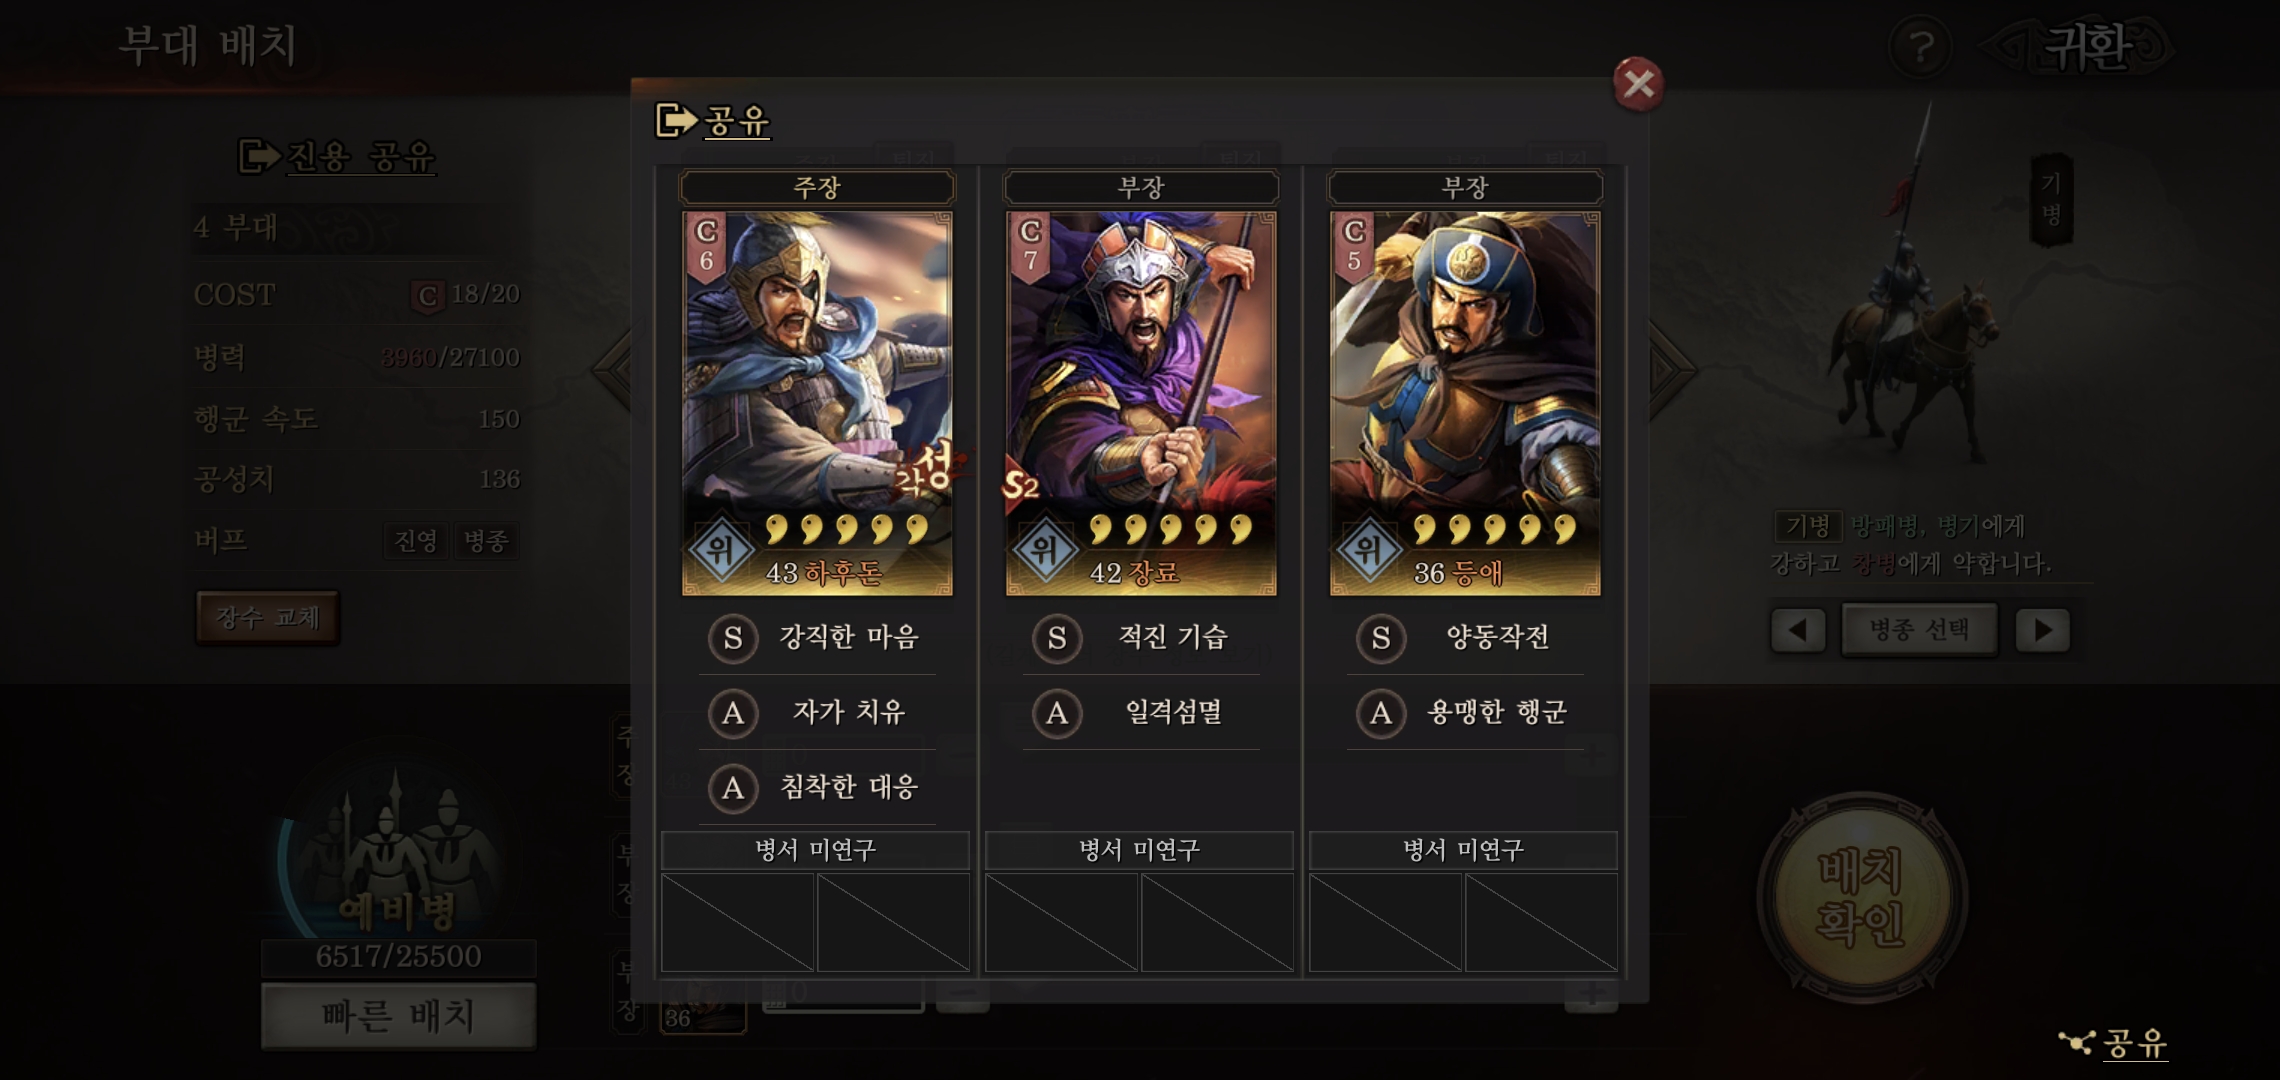 부대 배치
?
귀환
진용 공유
4 부대
COST C 18/20
병력 3960/27100
행군 속도 150
공성치 136
버프 진영 병종
장수 교체
공유
주장
C
6
각성
위
43 하후돈
S 강직한 마음
A 자가 치유
A 침착한 대응
병서 미연구
부장
C
7
S2
위
42 장료
S 적진 기습
A 일격섬멸
병서 미연구
부장
C
5
위
36 등애
S 양동작전
A 용맹한 행군
병서 미연구
기병
기병 방패병, 병기에게
강하고 창병에게 약합니다.
병종 선택
예비병
6517/25500
빠른 배치
주장
부장
부장
36
0
배치
확인
공유